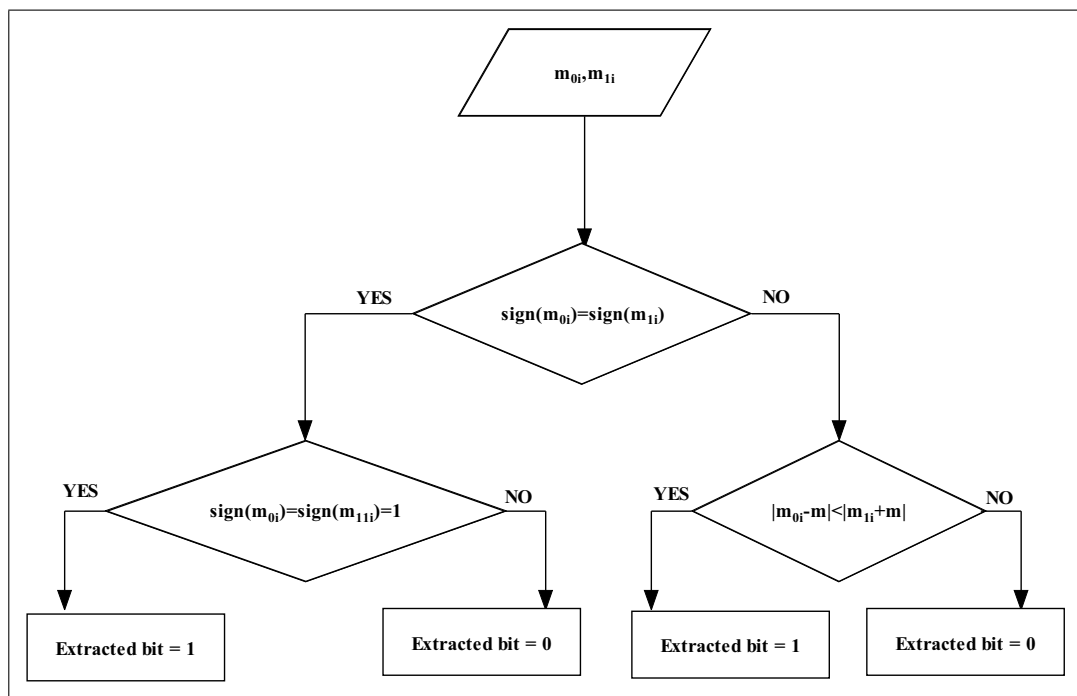 m0i,m1i
YES
NO
sign(m0i)=sign(m1i)
YES
NO
YES
NO
sign(m0i)=sign(m11i)=1
|m0i-m|<|m1i+m|
Extracted bit = 1
Extracted bit = 0
Extracted bit = 1
Extracted bit = 0